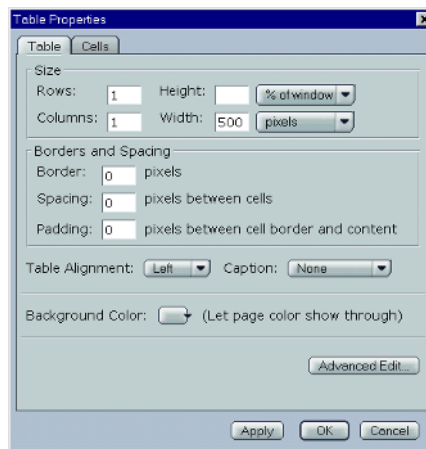 Table Properties
Table Cells
Size
Rows: 1 Height: % of window
Columns: 1 Width: 500 pixels
Borders and Spacing
Border: 0 pixels
Spacing: 0 pixels between cells
Padding: 0 pixels between cell border and content
Table Alignment: Left Caption: None
Background Color: (Let page color show through)
Advanced Edit...
Apply OK Cancel